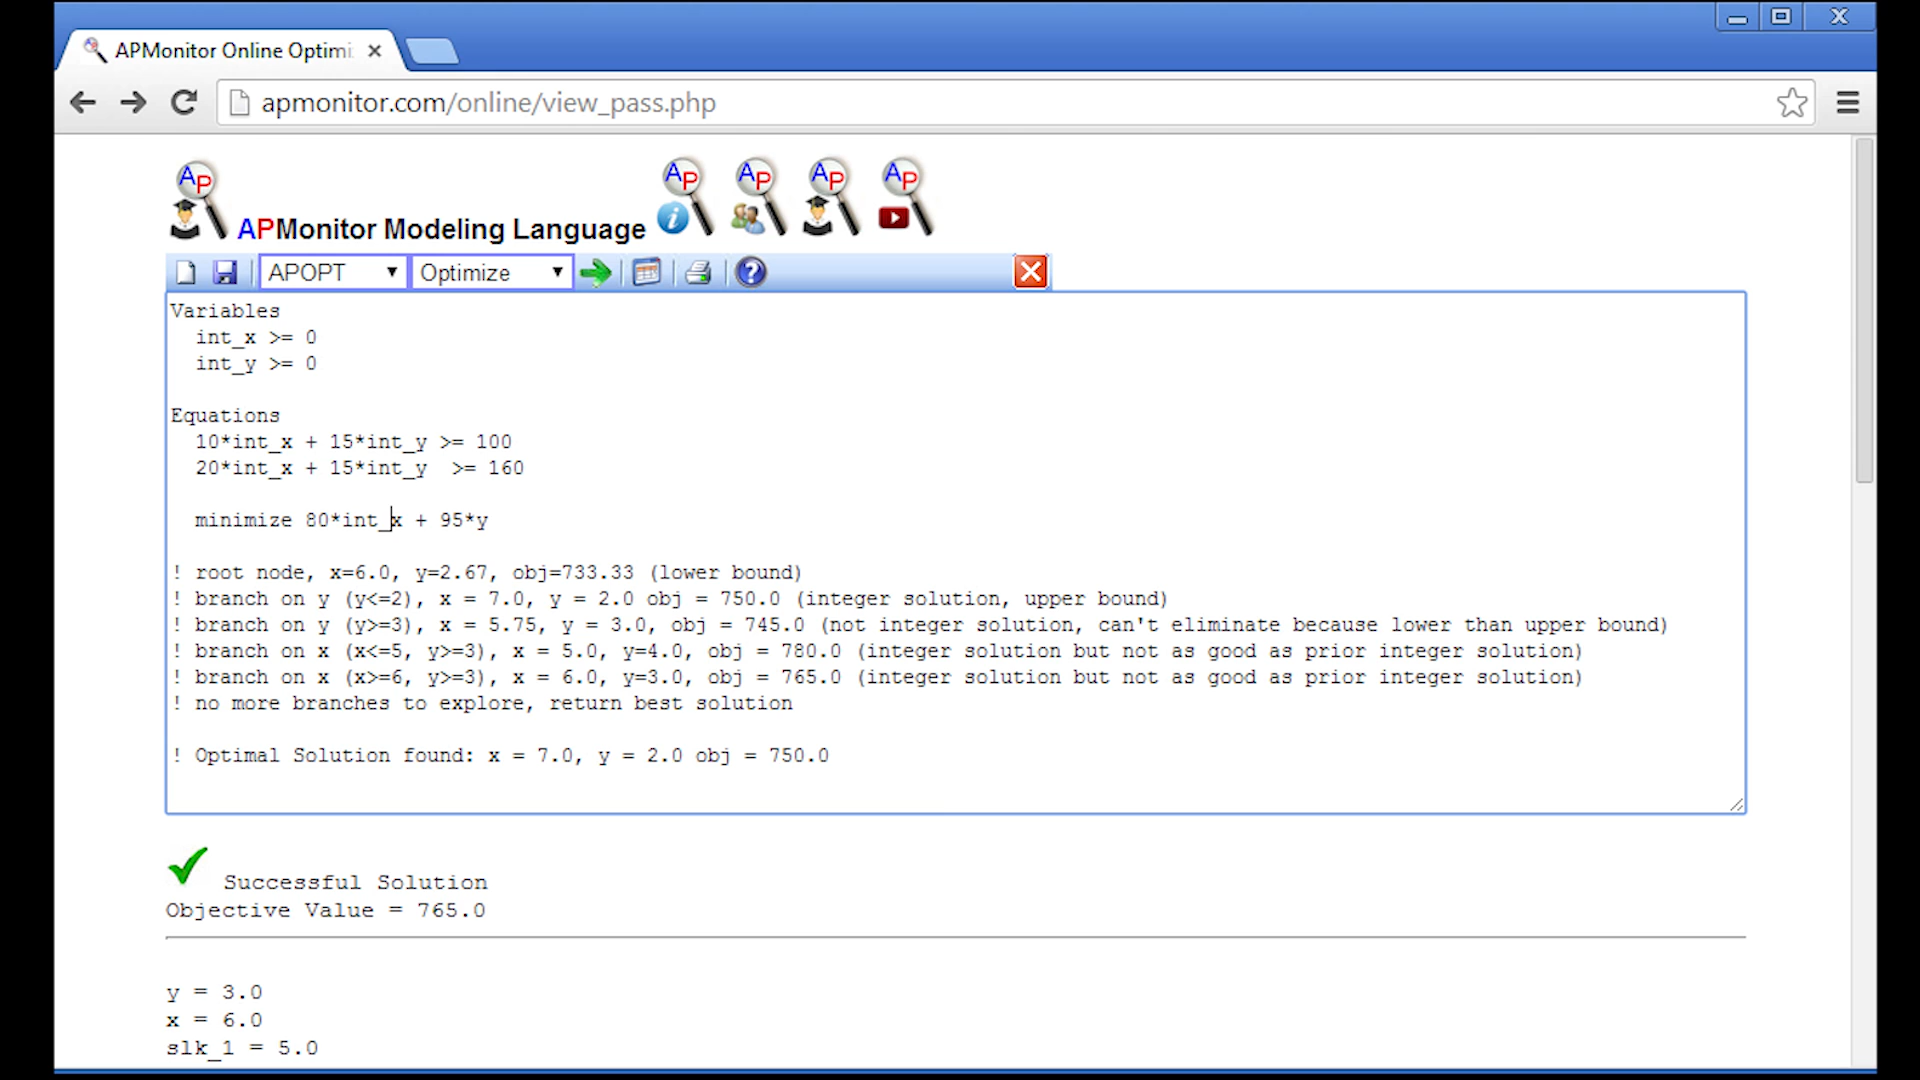 APMonitor Online Optimi
apmonitor.com/online/view_pass.php
APMonitor Modeling Language
APOPT Optimize
Variables
int_x >= 0
int_y >= 0
Equations
10*int_x + 15*int_y >= 100
20*int_x + 15*int_y >= 160
minimize 80*int_x + 95*y
! root node, x=6.0, y=2.67, obj=733.33 (lower bound)
! branch on y (y<=2), x = 7.0, y = 2.0 obj = 750.0 (integer solution, upper bound)
! branch on y (y>=3), x = 5.75, y = 3.0, obj = 745.0 (not integer solution, can't eliminate because lower than upper bound)
! branch on x (x<=5, y>=3), x = 5.0, y=4.0, obj = 780.0 (integer solution but not as good as prior integer solution)
! branch on x (x>=6, y>=3), x = 6.0, y=3.0, obj = 765.0 (integer solution but not as good as prior integer solution)
! no more branches to explore, return best solution
! Optimal Solution found: x = 7.0, y = 2.0 obj = 750.0
Successful Solution
Objective Value = 765.0
y = 3.0
x = 6.0
slk_1 = 5.0